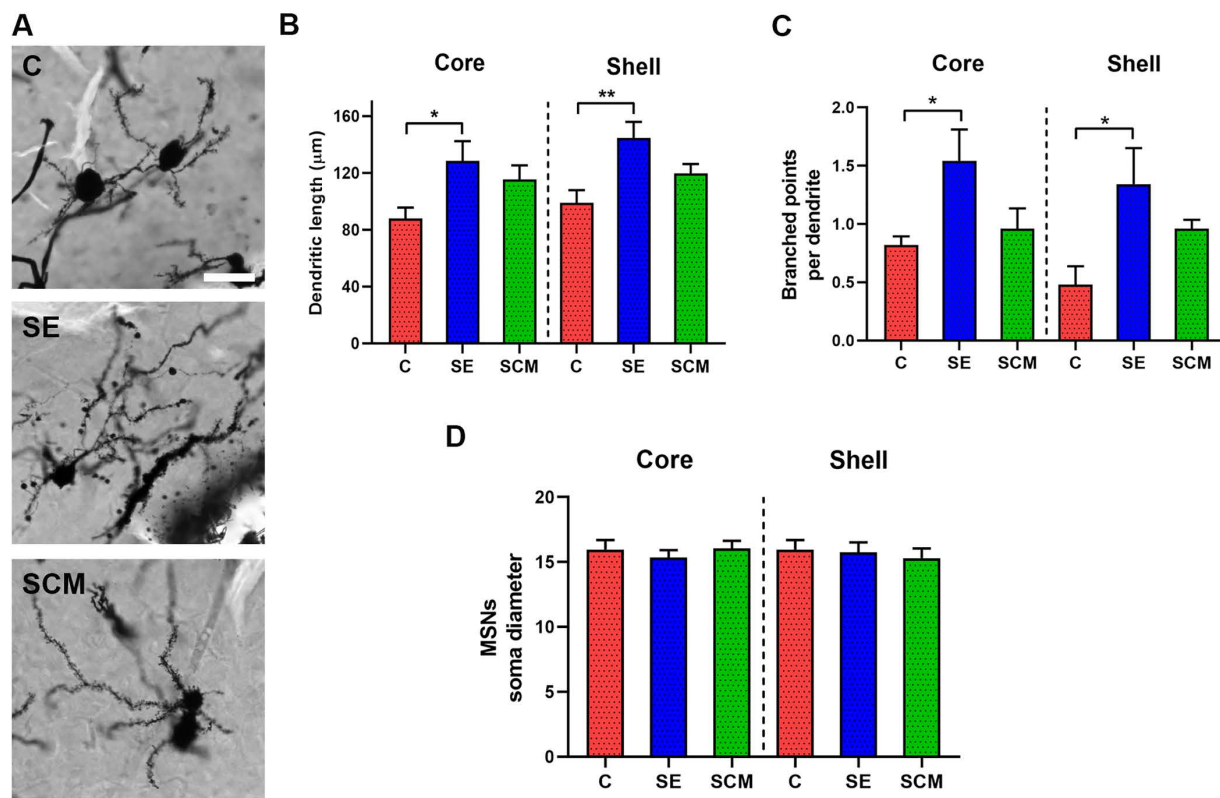 A
C
SE
SCM
B
Core Shell
Dendritic length (μm)
160
120
80
40
0
* **
C SE SCM C SE SCM
C
Core Shell
Branched points
per dendrite
2.0
1.5
1.0
0.5
0.0
* *
C SE SCM C SE SCM
D
Core Shell
MSNs
soma diameter
20
15
10
5
0
C SE SCM C SE SCM